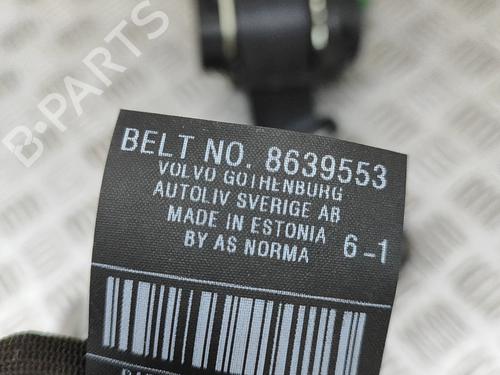 B-PARTS
BELT NO. 8639553
VOLVO GOTHENBURG
AUTOLIV SVERIGE AB
MADE IN ESTONIA
BY AS NORMA 6-1